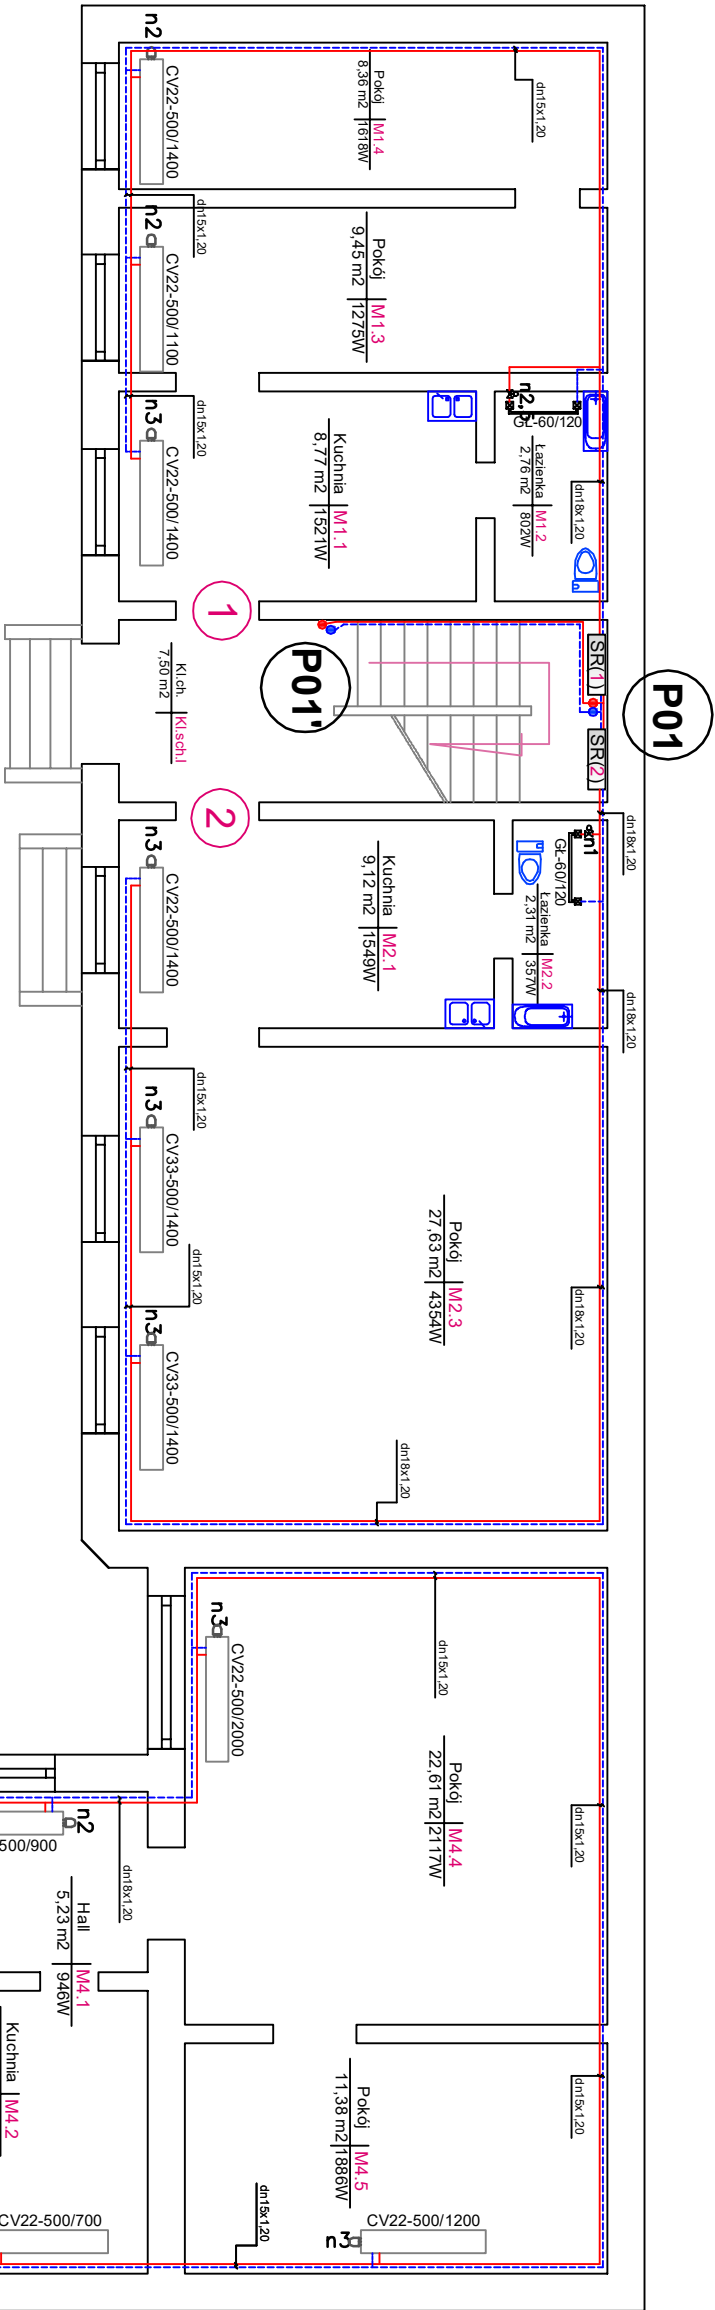 n2
CV22-500/1400
Pokój
M1.4
8,36 m2
1618W
dn15x1,20
dn15x1,20
n2
CV22-500/1100
Pokój
M1.3
9,45 m2
1275W
dn15x1,20
n3
CV22-500/1400
Kuchnia
M1.1
8,77 m2
1521W
n2,5
GŁ-60/120
Łazienka
M1.2
2,76 m2
802W
dn18x1,20
1
P01'
Kl.ch.
Kl.sch.I
7,50 m2
SR(1)
SR(2)
P01
2
n3
CV22-500/1400
Kuchnia
M2.1
9,12 m2
1549W
n1
GŁ-60/120
Łazienka
M2.2
2,31 m2
357W
dn18x1,20
dn18x1,20
dn15x1,20
n3
CV33-500/1400
Pokój
M2.3
27,63 m2
4354W
dn18x1,20
dn15x1,20
n3
CV33-500/1400
dn18x1,20
n3
CV22-500/2000
dn15x1,20
Pokój
M4.4
22,61 m2
2117W
dn15x1,20
n2
500/900
dn18x1,20
Hall
M4.1
5,23 m2
946W
Kuchnia
M4.2
Pokój
M4.5
11,38 m2
1886W
dn15x1,20
dn15x1,20
CV22-500/700
n3
CV22-500/1200